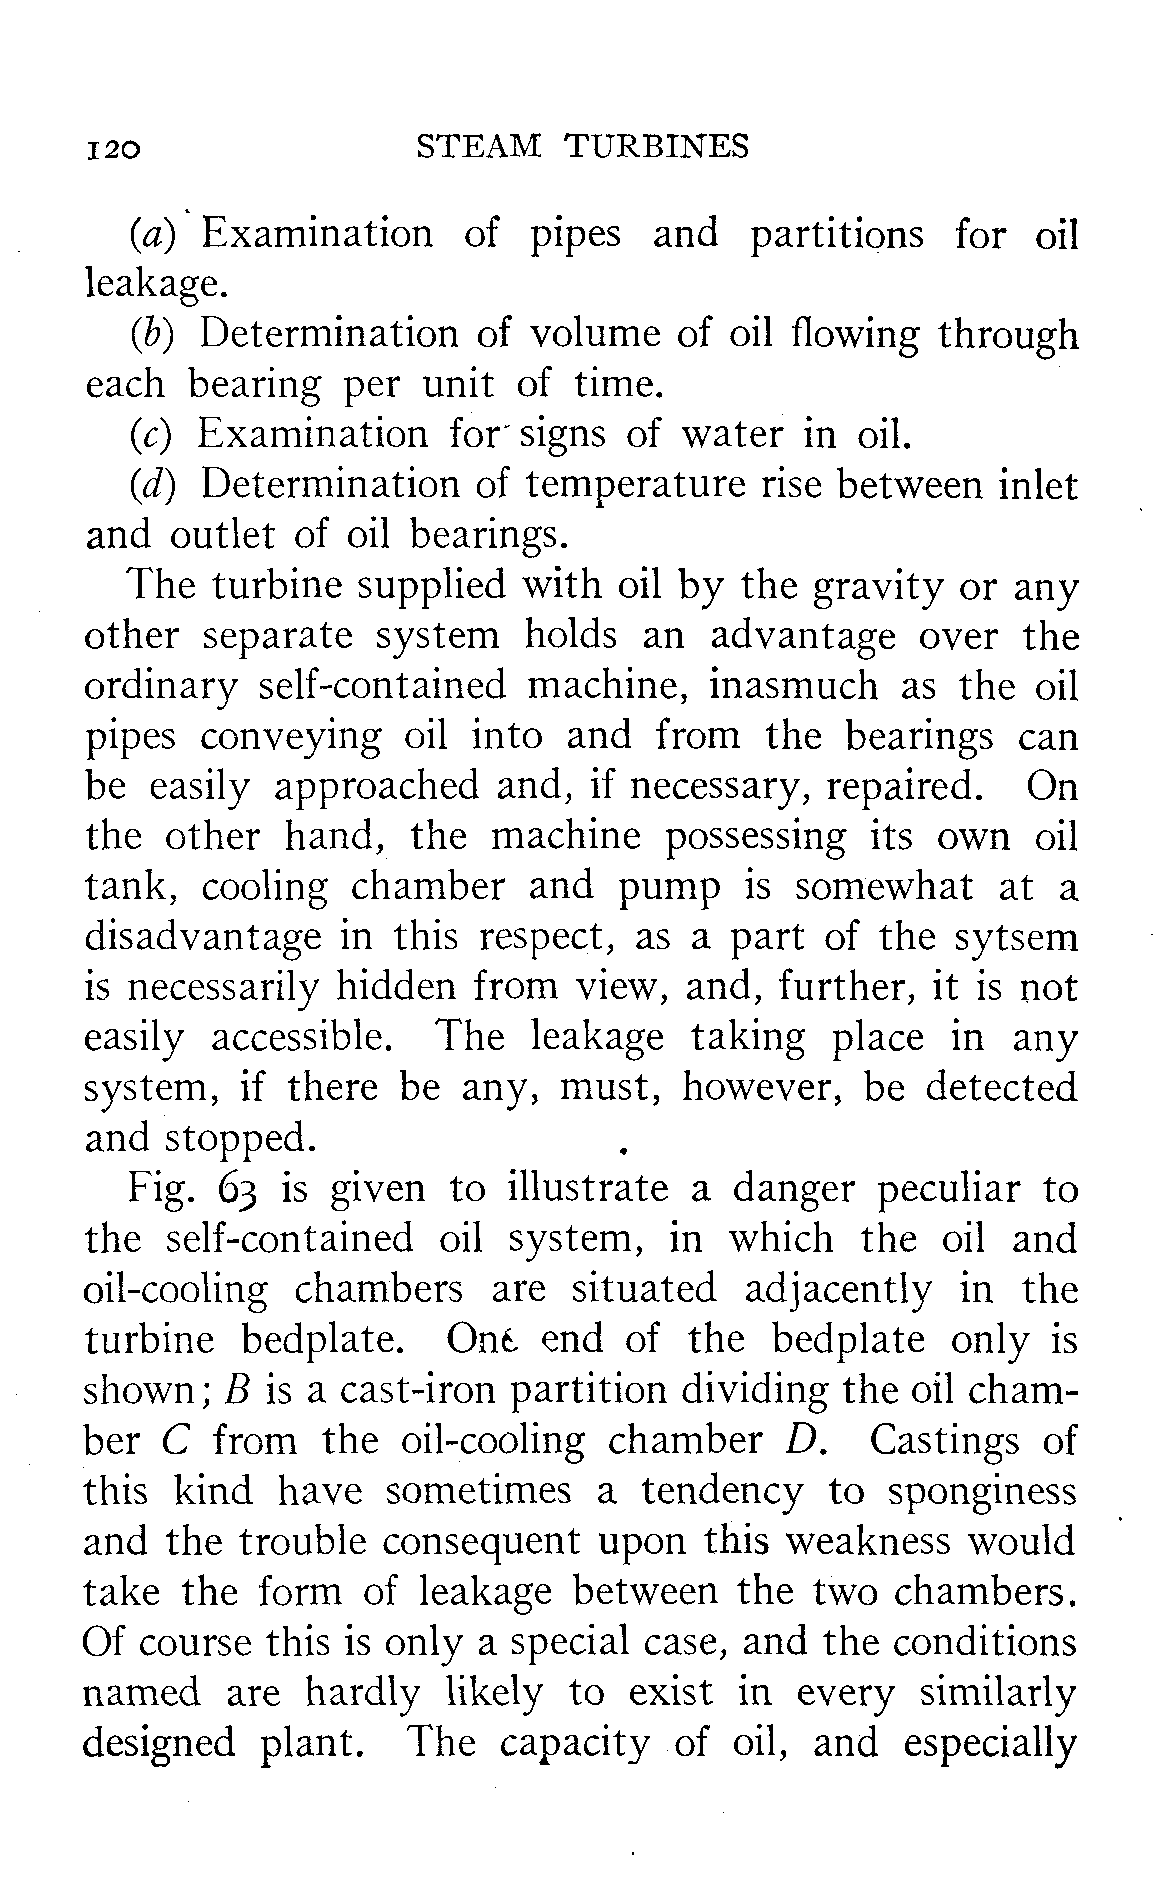 120 STEAM TURBINES
(a) Examination of pipes and partitions for oil
leakage.
(b) Determination of volume of oil flowing through
each bearing per unit of time.
(c) Examination for signs of water in oil.
(d) Determination of temperature rise between inlet
and outlet of oil bearings.
The turbine supplied with oil by the gravity or any
other separate system holds an advantage over the
ordinary self-contained machine, inasmuch as the oil
pipes conveying oil into and from the bearings can
be easily approached and, if necessary, repaired. On
the other hand, the machine possessing its own oil
tank, cooling chamber and pump is somewhat at a
disadvantage in this respect, as a part of the sytsem
is necessarily hidden from view, and, further, it is not
easily accessible. The leakage taking place in any
system, if there be any, must, however, be detected
and stopped.
Fig. 63 is given to illustrate a danger peculiar to
the self-contained oil system, in which the oil and
oil-cooling chambers are situated adjacently in the
turbine bedplate. One end of the bedplate only is
shown; B is a cast-iron partition dividing the oil cham-
ber C from the oil-cooling chamber D. Castings of
this kind have sometimes a tendency to sponginess
and the trouble consequent upon this weakness would
take the form of leakage between the two chambers.
Of course this is only a special case, and the conditions
named are hardly likely to exist in every similarly
designed plant. The capacity of oil, and especially